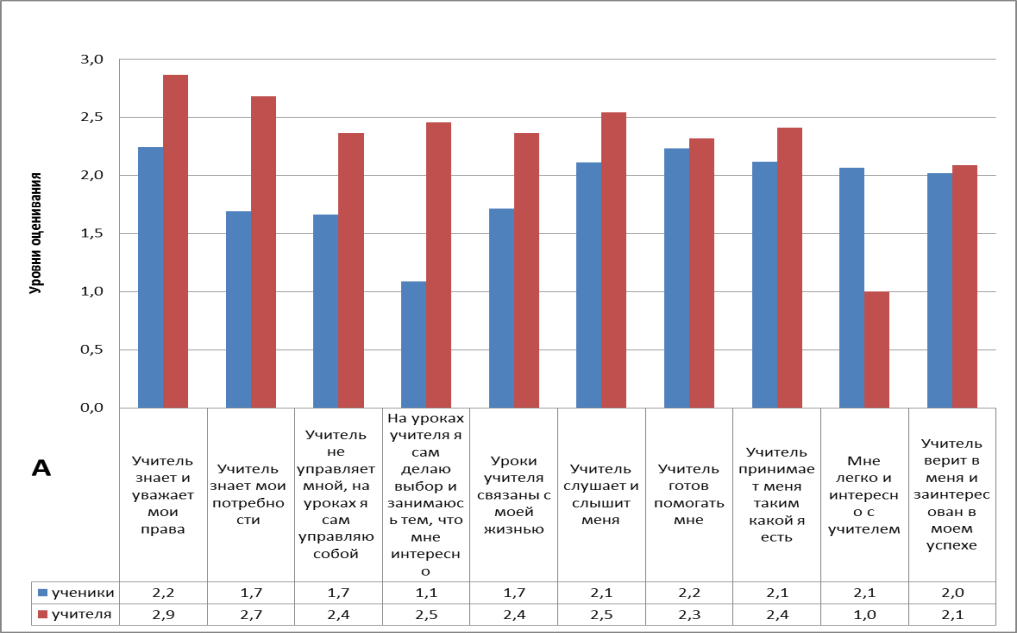 3,0
2,5
2,0
1,5
1,0
0,5
0,0
Уровни оценивания
А
Учитель
знает и
уважает
мои
права
Учитель
знает мои
потребно
сти
Учитель
не
управляет
мной, на
уроках я
сам
управляю
собой
На уроках
учителя я
сам
делаю
выбор и
занимаюс
ь тем, что
мне
интересн
о
Уроки
учителя
связаны с
моей
жизнью
Учитель
слушает и
слышит
меня
Учитель
готов
помогать
мне
Учитель
принимае
т меня
таким
какой я
есть
Мне
легко и
интересн
о с
учителем
Учитель
верит в
меня и
заинтерес
ован в
моем
успехе
ученики 2,2 1,7 1,7 1,1 1,7 2,1 2,2 2,1 2,1 2,0
учителя 2,9 2,7 2,4 2,5 2,4 2,5 2,3 2,4 1,0 2,1